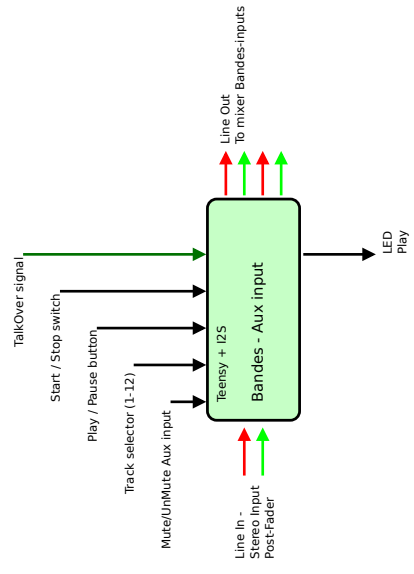 TalkOver signal
Start / Stop switch
Play / Pause button
Track selector (1-12)
Mute/UnMute Aux input
Line In -
Stereo Input
Post-Fader
Teensy + I2S
Bandes - Aux input
Line Out
To mixer Bandes-inputs
LED
Play